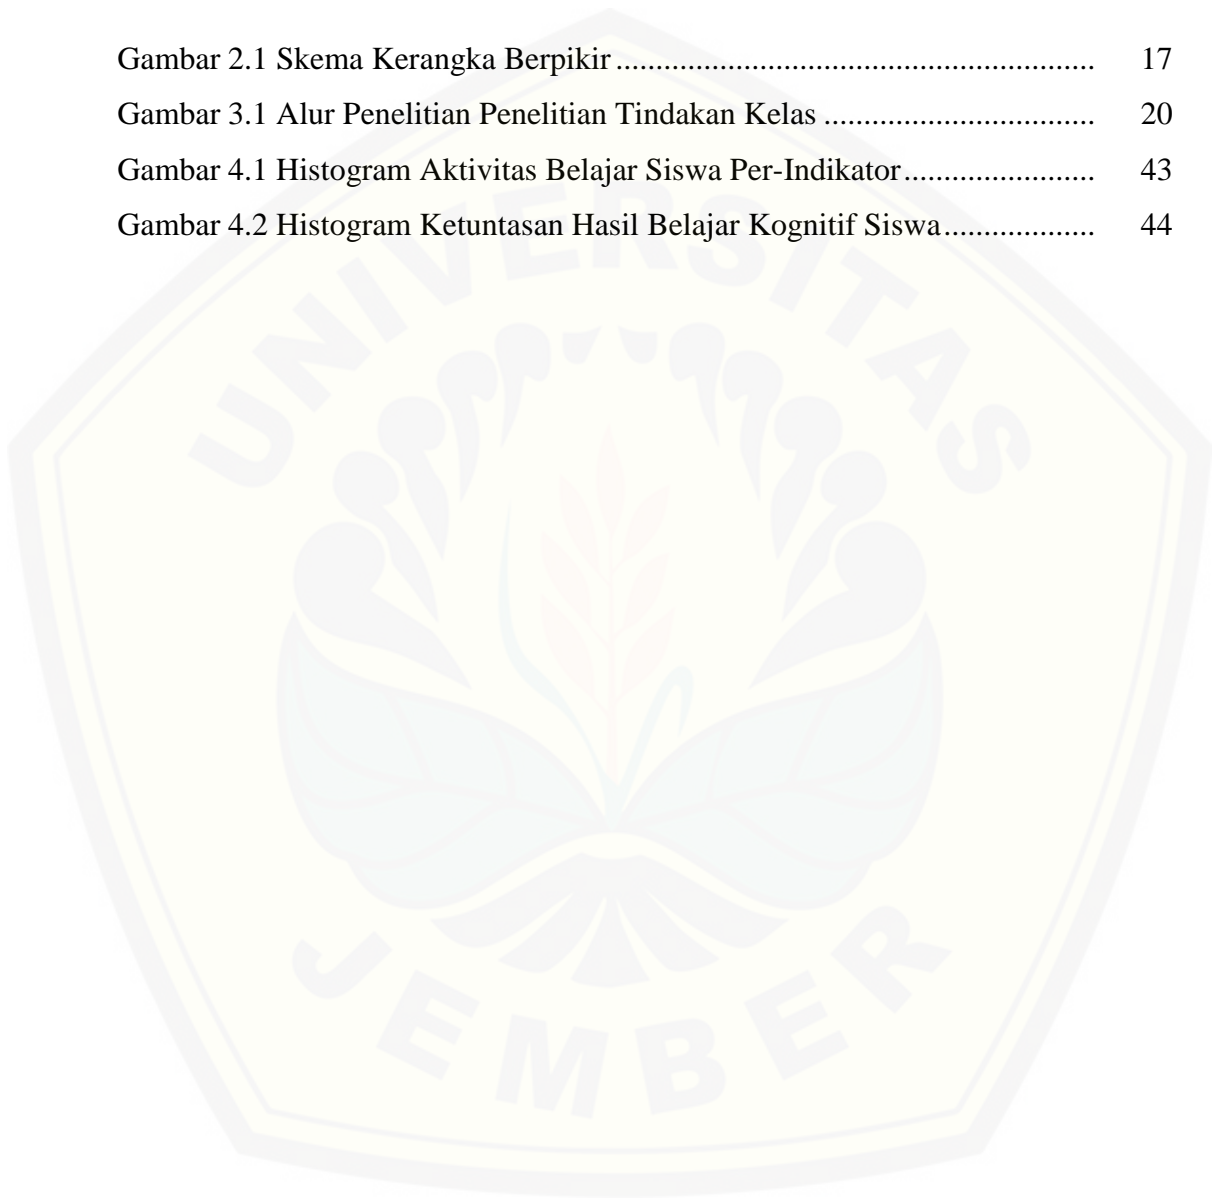 Gambar 2.1 Skema Kerangka Berpikir ............................................................ 17
Gambar 3.1 Alur Penelitian Penelitian Tindakan Kelas .................................. 20
Gambar 4.1 Histogram Aktivitas Belajar Siswa Per-Indikator ........................ 43
Gambar 4.2 Histogram Ketuntasan Hasil Belajar Kognitif Siswa ................... 44
UNIVERSITAS
JEMBER